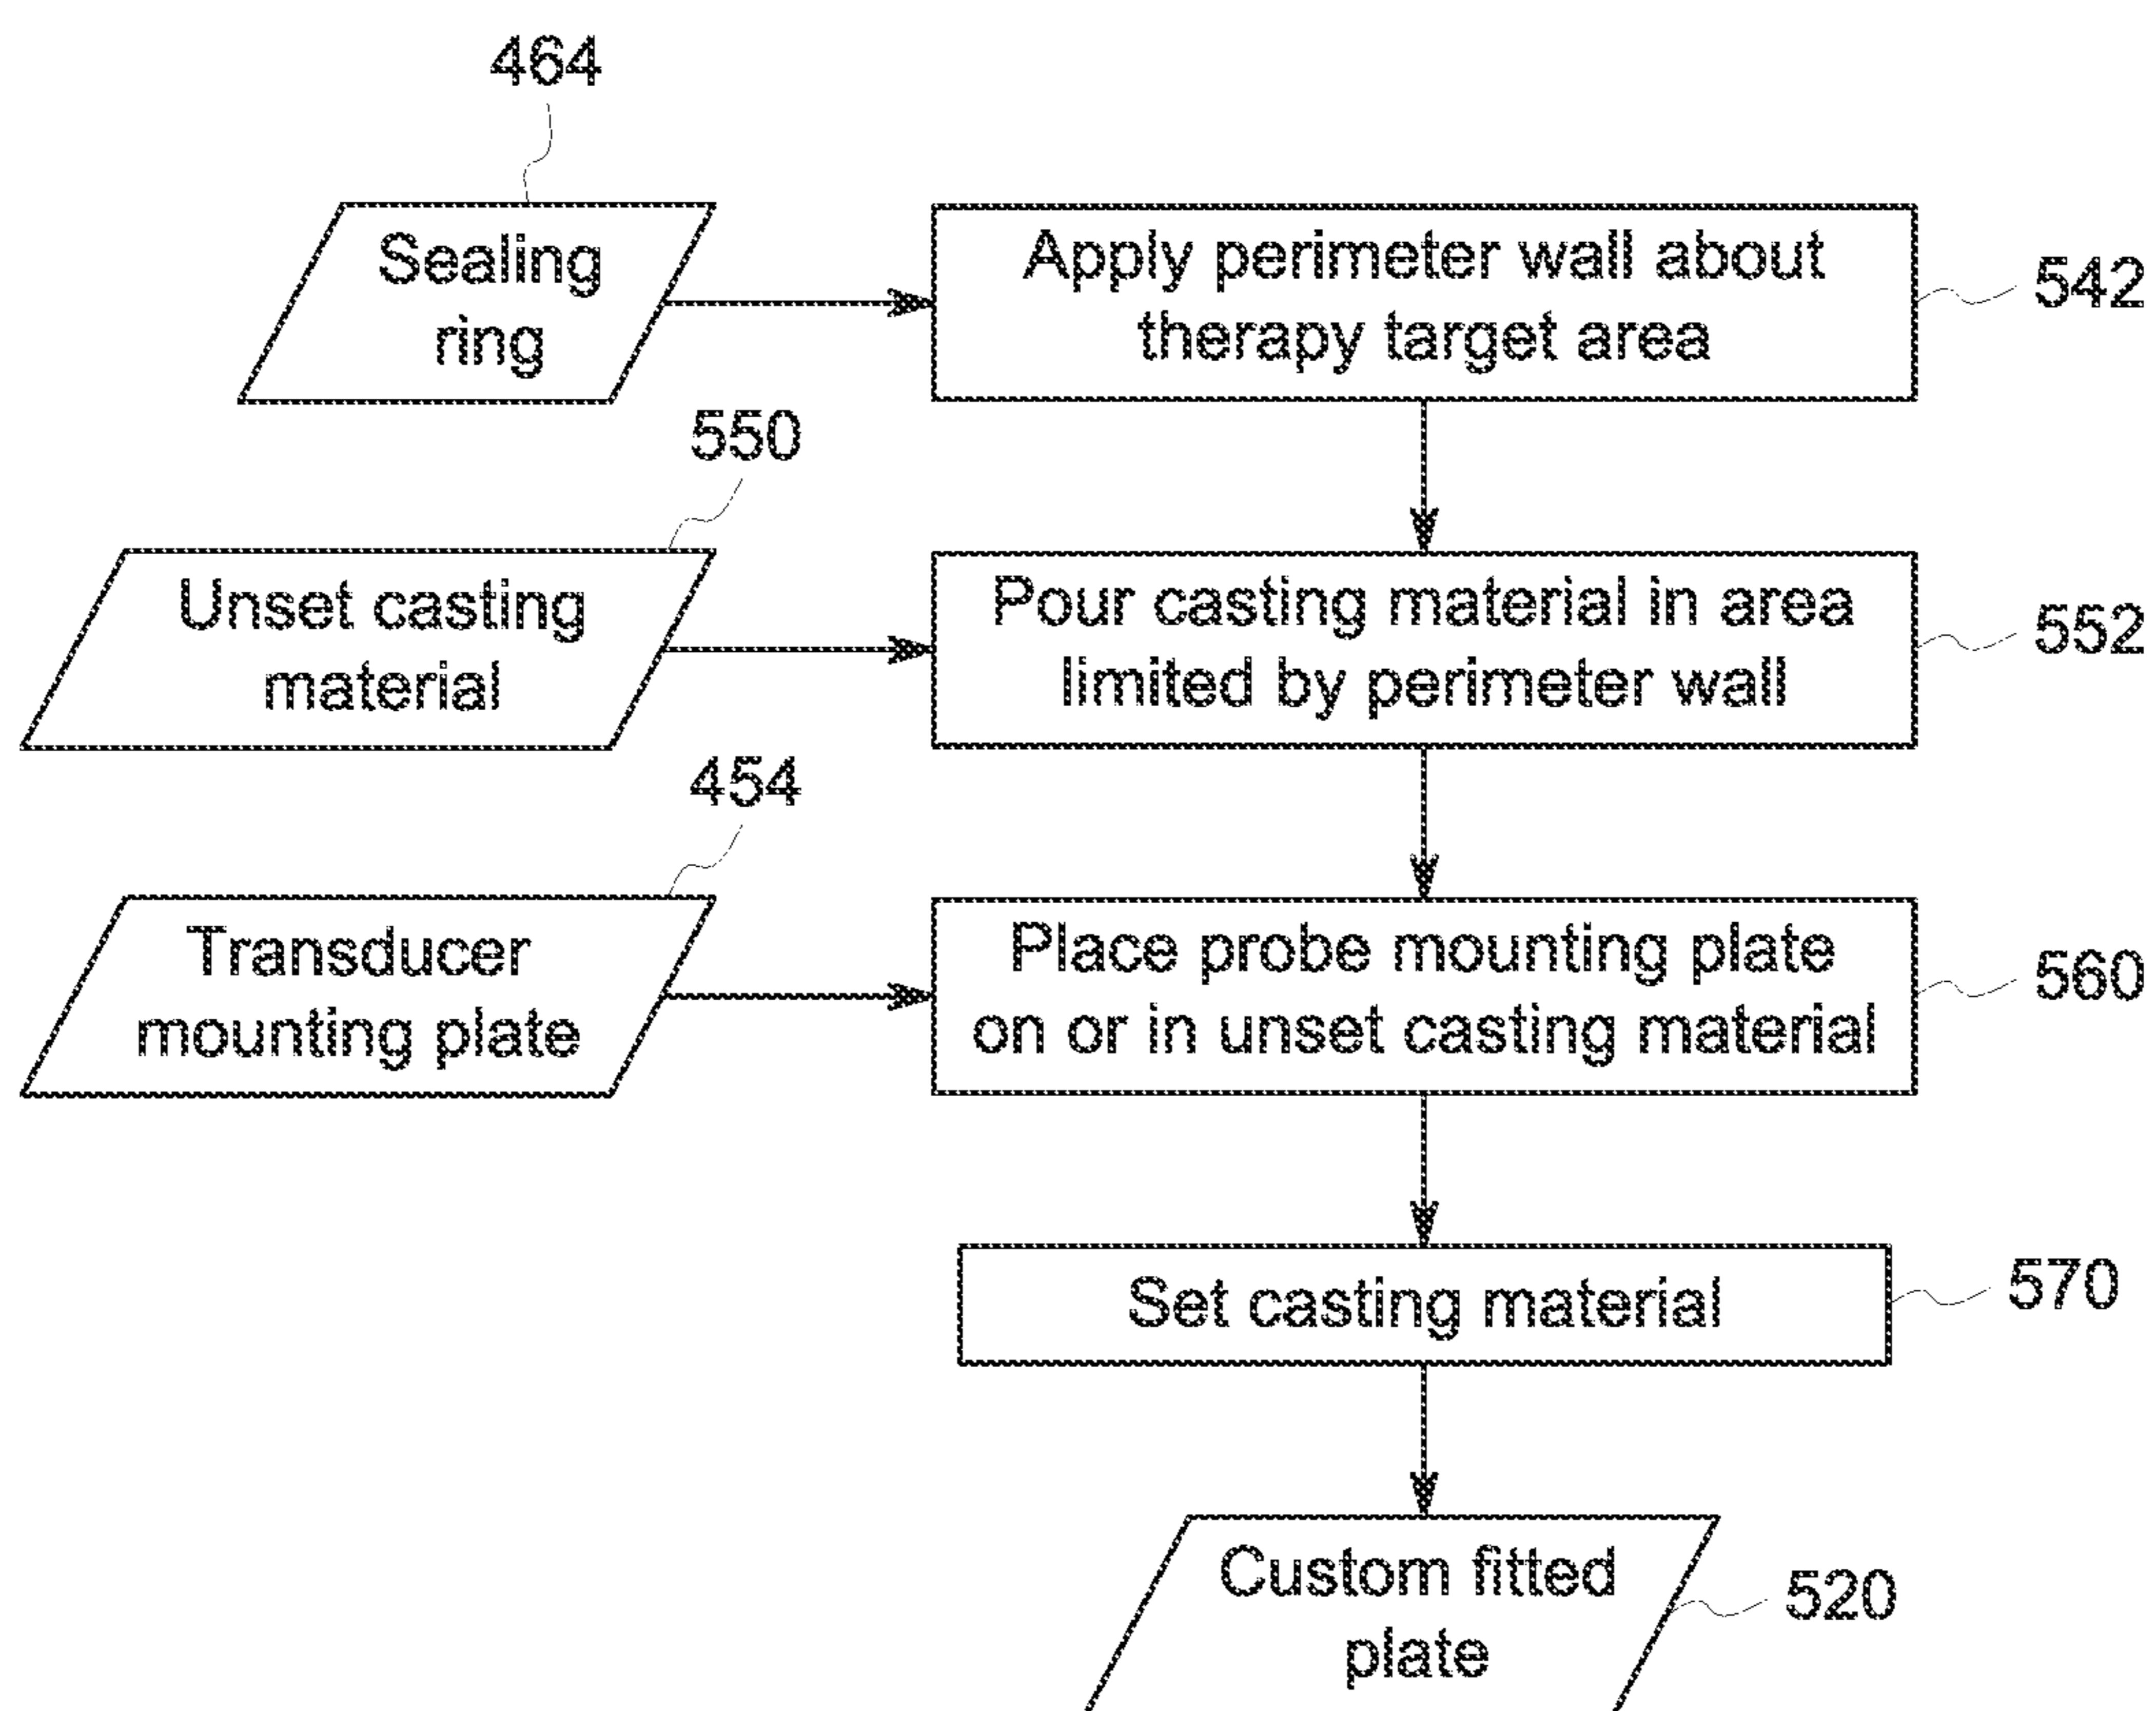 464
Sealing
ring
Apply perimeter wall about
therapy target area
542
550
Unset casting
material
Pour casting material in area
limited by perimeter wall
552
454
Transducer
mounting plate
Place probe mounting plate
on or in unset casting material
560
Set casting material
570
Custom fitted
plate
520